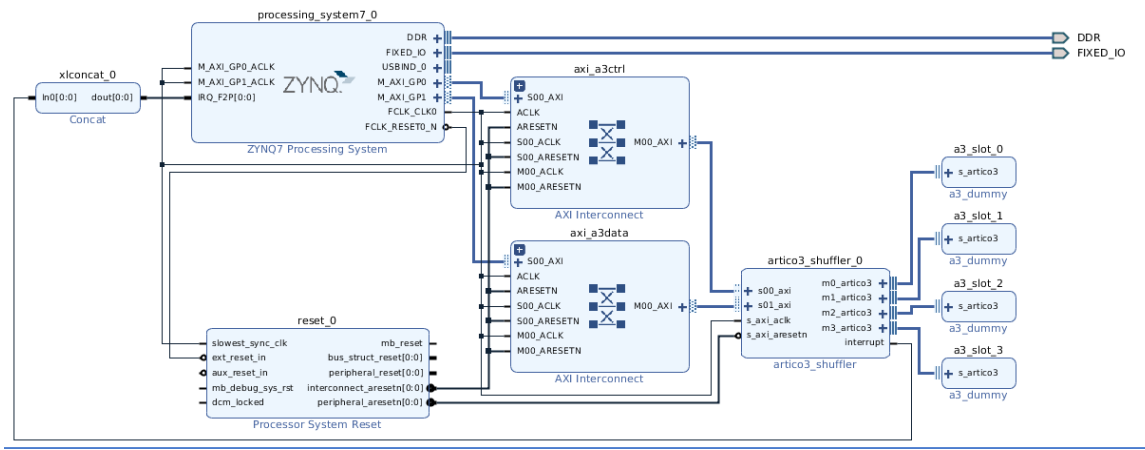 processing_system7_0
DDR
FIXED_IO
USBIND_0
M_AXI_GP0_ACLK
M_AXI_GP0
M_AXI_GP1_ACLK
M_AXI_GP1
IRQ_F2P[0:0]
FCLK_CLK0
FCLK_RESET0_N
ZYNQ
ZYNQ7 Processing System
DDR
FIXED_IO
xlconcat_0
In0[0:0]
dout[0:0]
Concat
axi_a3ctrl
S00_AXI
ACLK
ARESETN
S00_ACLK
M00_AXI
S00_ARESETN
M00_ACLK
M00_ARESETN
AXI Interconnect
axi_a3data
S00_AXI
ACLK
ARESETN
S00_ACLK
M00_AXI
S00_ARESETN
M00_ACLK
M00_ARESETN
AXI Interconnect
reset_0
slowest_sync_clk
mb_reset
ext_reset_in
bus_struct_reset[0:0]
aux_reset_in
peripheral_reset[0:0]
mb_debug_sys_rst
interconnect_aresetn[0:0]
dcm_locked
peripheral_aresetn[0:0]
Processor System Reset
artico3_shuffler_0
s00_axi
s01_axi
s_axi_aclk
s_axi_aresetn
m0_artico3
m1_artico3
m2_artico3
m3_artico3
interrupt
artico3_shuffler
a3_slot_0
s_artico3
a3_dummy
a3_slot_1
s_artico3
a3_dummy
a3_slot_2
s_artico3
a3_dummy
a3_slot_3
s_artico3
a3_dummy